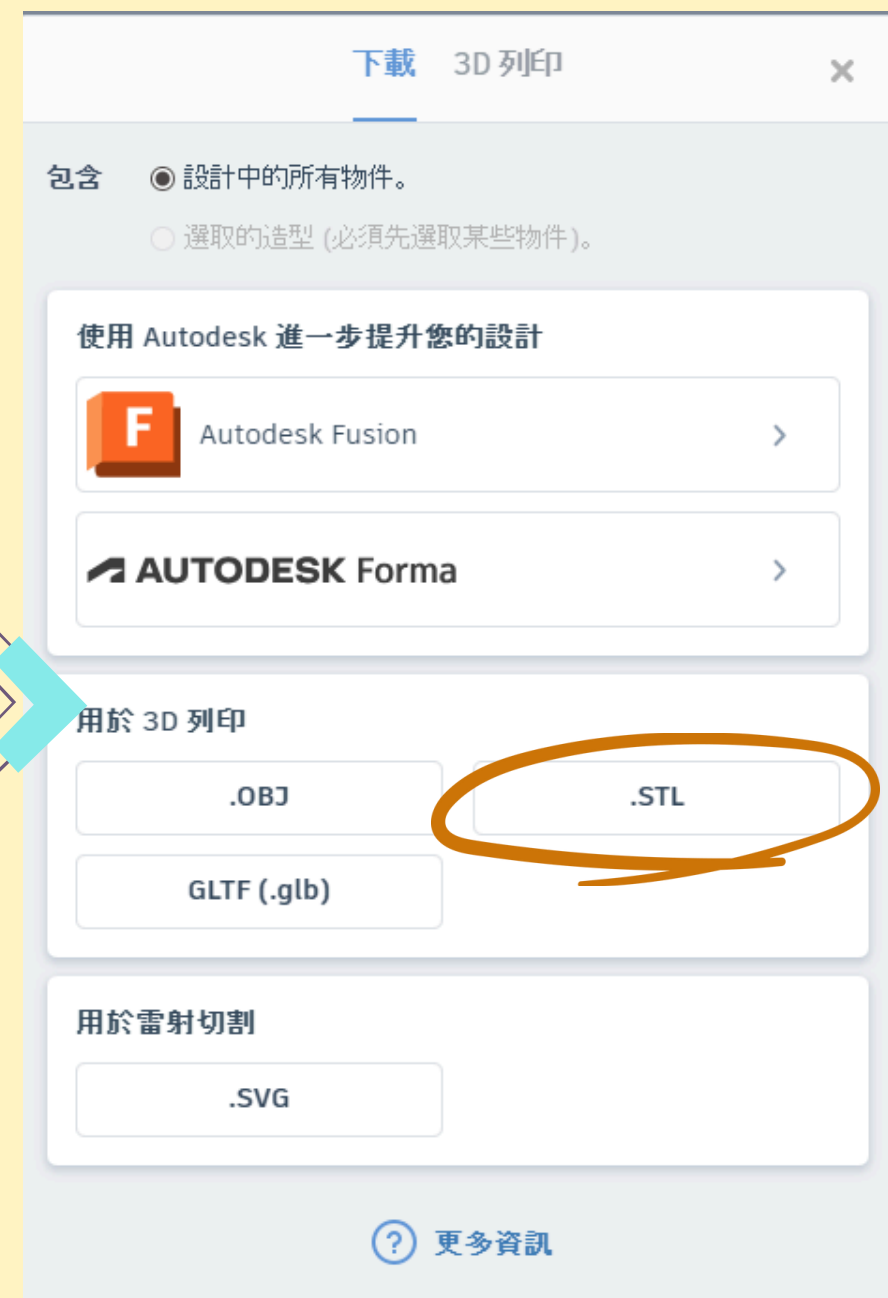 下載 3D 列印
包含 設計中的所有物件。
選取的造型 (必須先選取某些物件)。
使用 Autodesk 進一步提升您的設計
F Autodesk Fusion
AUTODESK Forma
用於 3D 列印
.OBJ .STL
GLTF (.glb)
用於雷射切割
.SVG
? 更多資訊